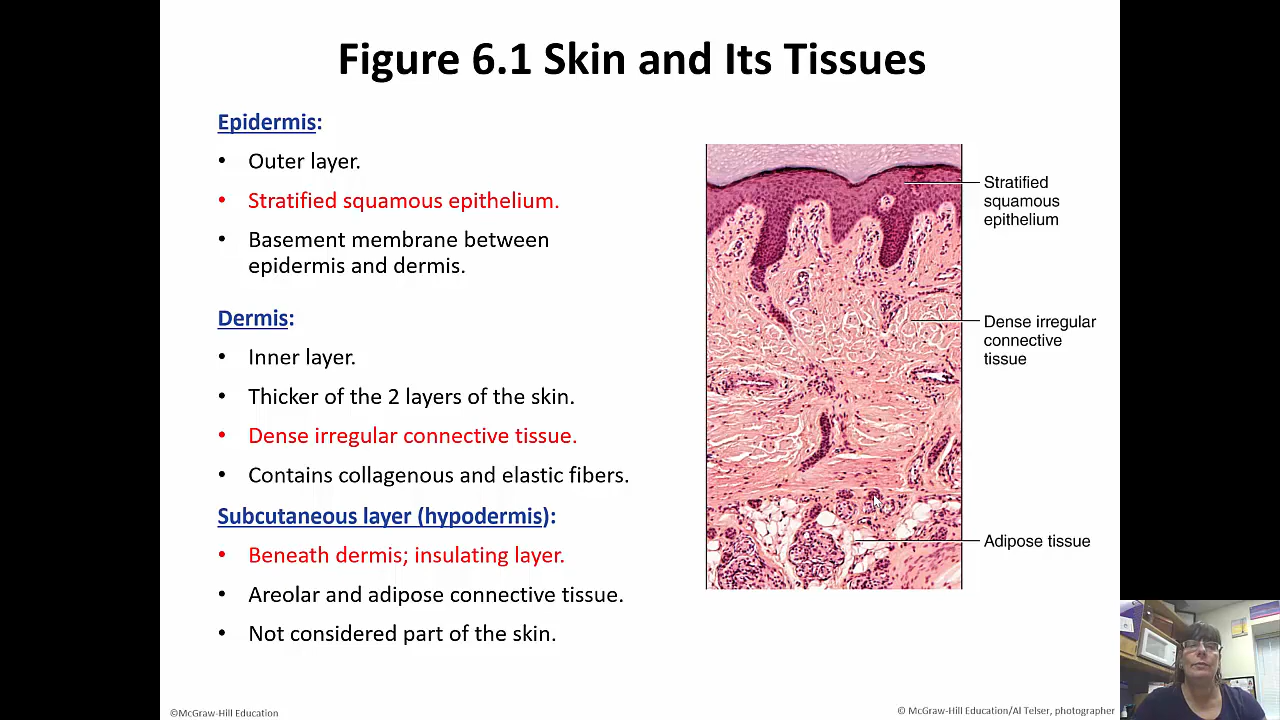 Figure 6.1 Skin and Its Tissues
Epidermis:
• Outer layer.
• Stratified squamous epithelium.
• Basement membrane between
epidermis and dermis.
Dermis:
• Inner layer.
• Thicker of the 2 layers of the skin.
• Dense irregular connective tissue.
• Contains collagenous and elastic fibers.
Subcutaneous layer (hypodermis):
• Beneath dermis; insulating layer.
• Areolar and adipose connective tissue.
• Not considered part of the skin.
Stratified
squamous
epithelium
Dense irregular
connective
tissue
Adipose tissue
©McGraw-Hill Education
© McGraw-Hill Education/Al Telser, photographer